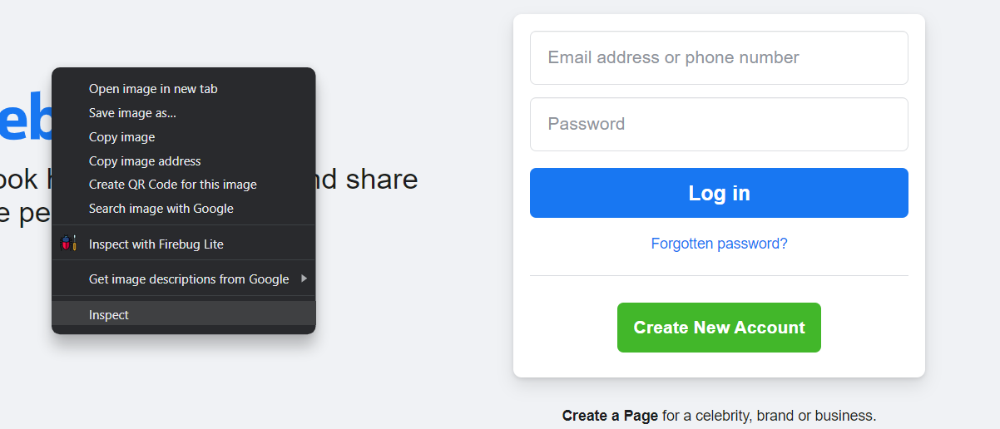 eb
ook h
nd share
e pe
Open image in new tab
Save image as...
Copy image
Copy image address
Create QR Code for this image
Search image with Google
Inspect with Firebug Lite
Get image descriptions from Google
Inspect
Email address or phone number
Password
Log in
Forgotten password?
Create New Account
Create a Page for a celebrity, brand or business.